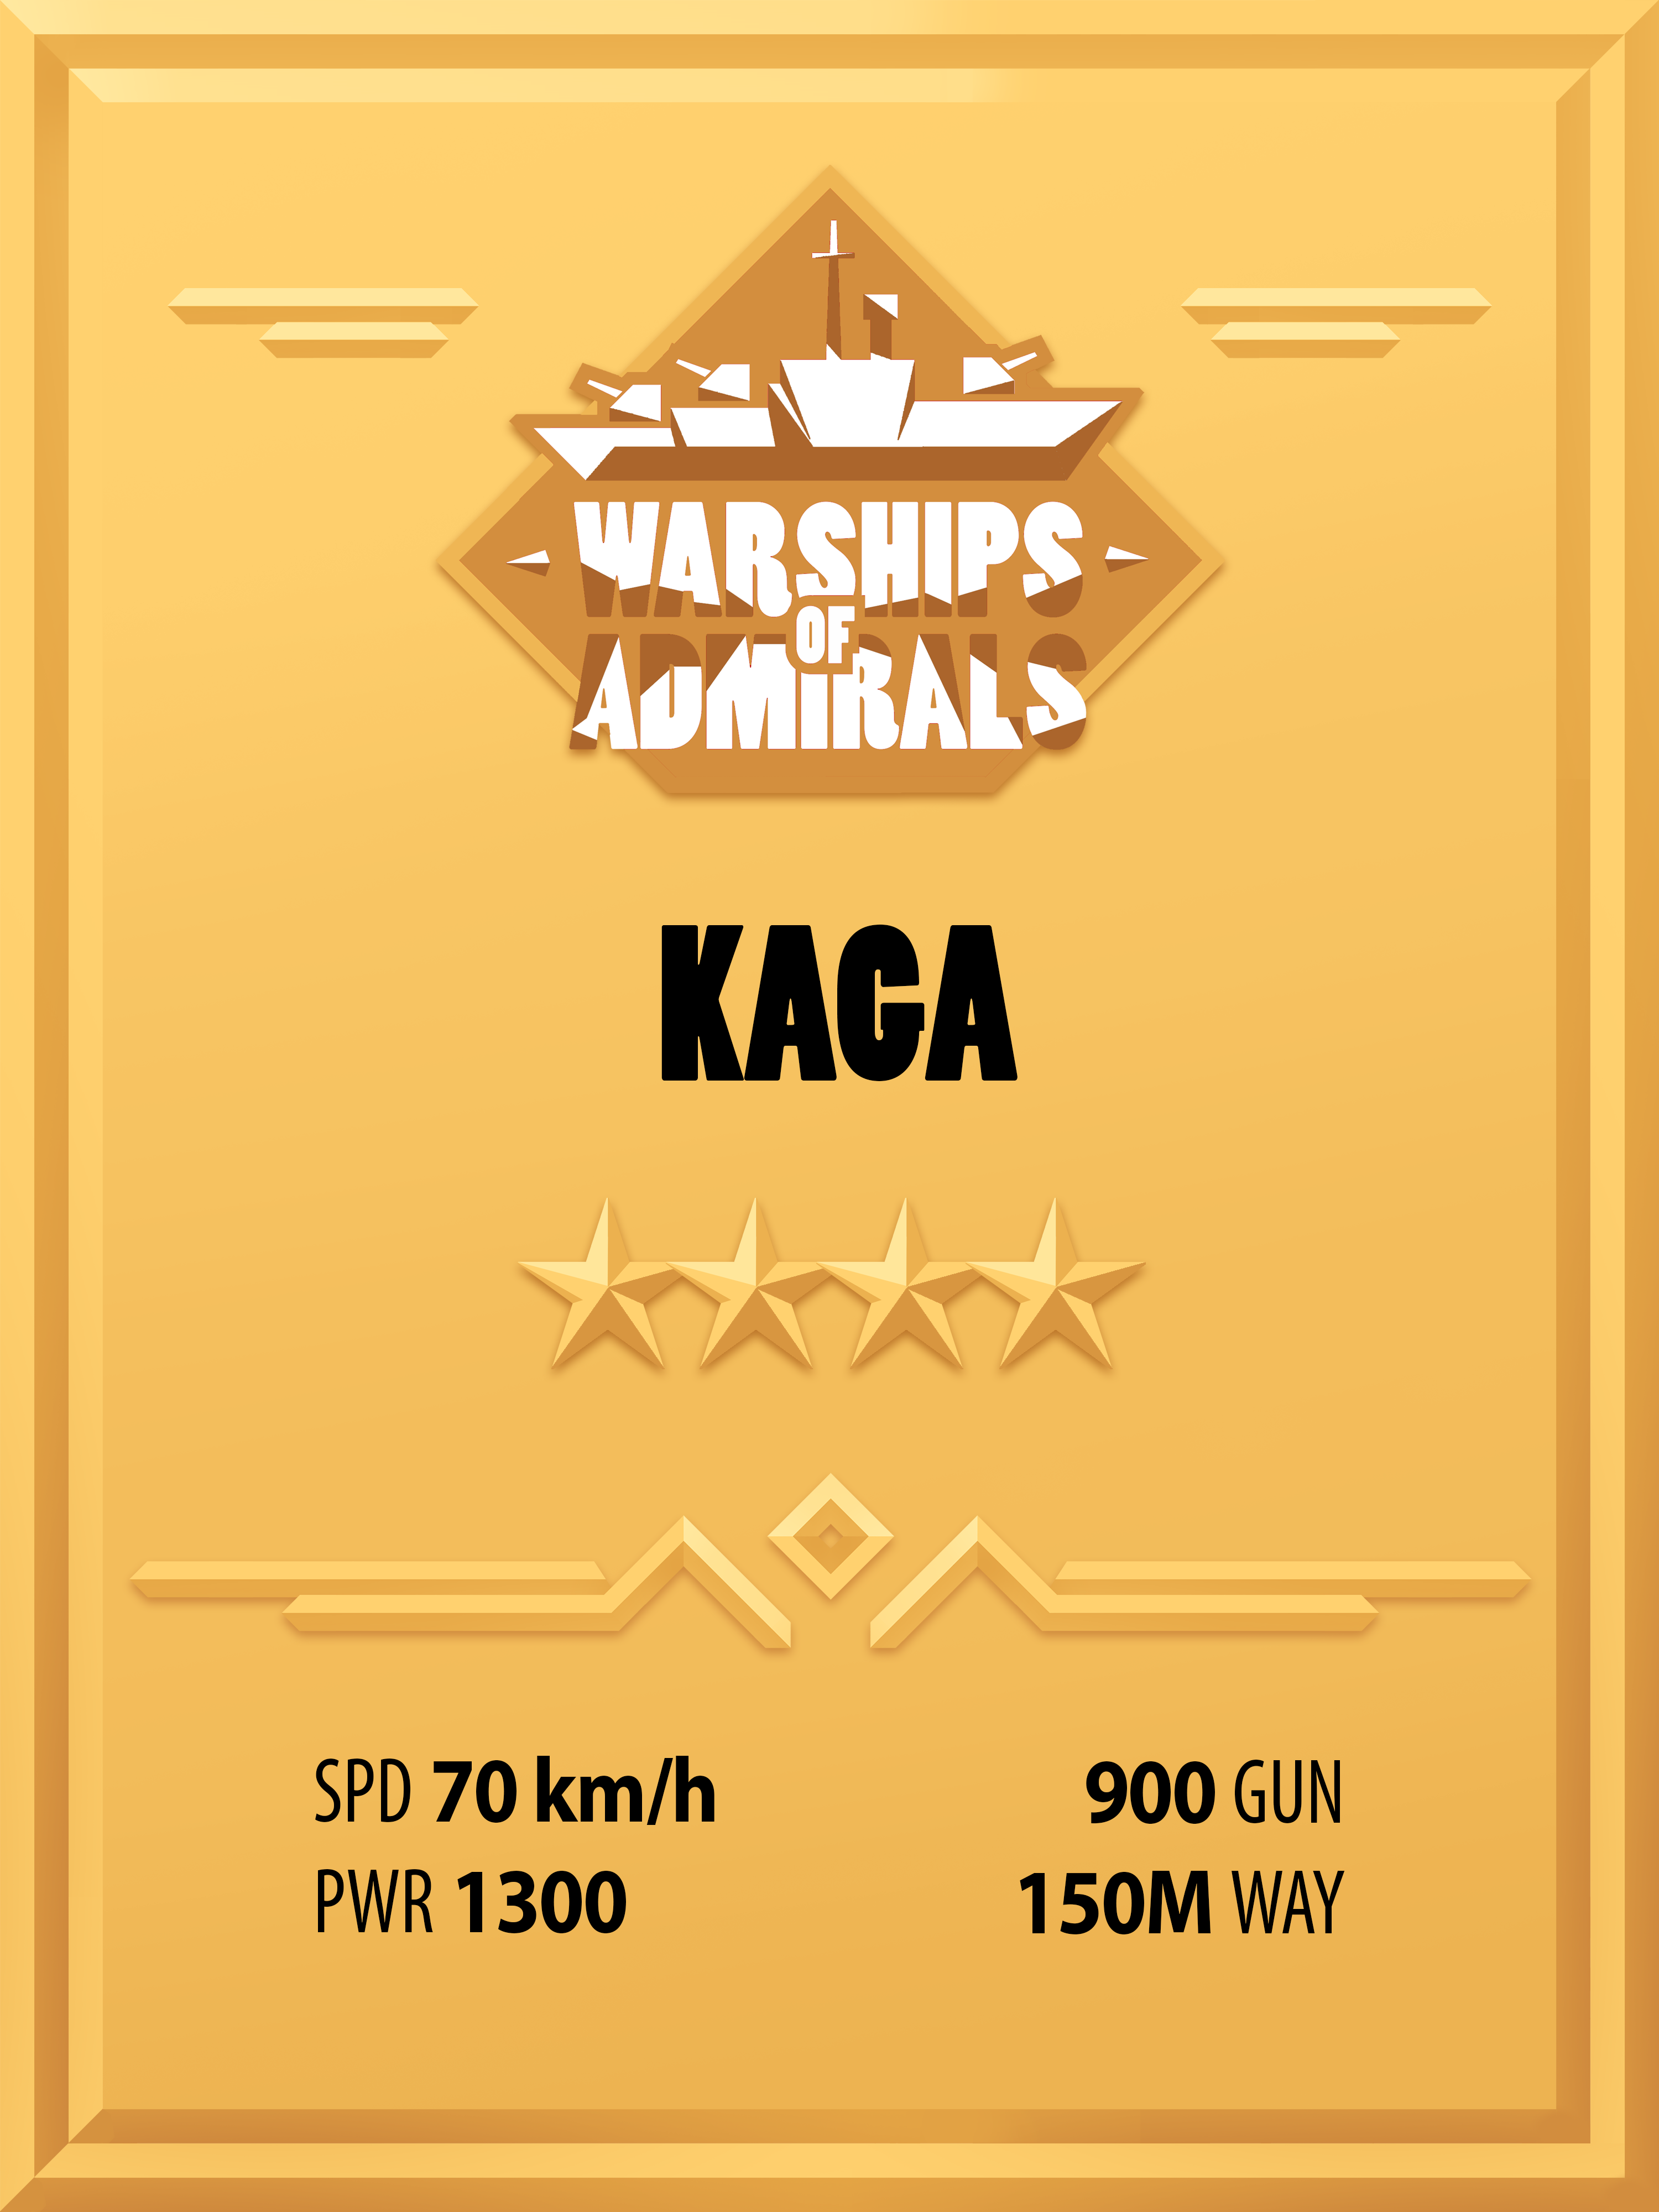 WARSHIPS
OF
ADMIRALS
KAGA
SPD 70 km/h
900 GUN
PWR 1300
150M WAY